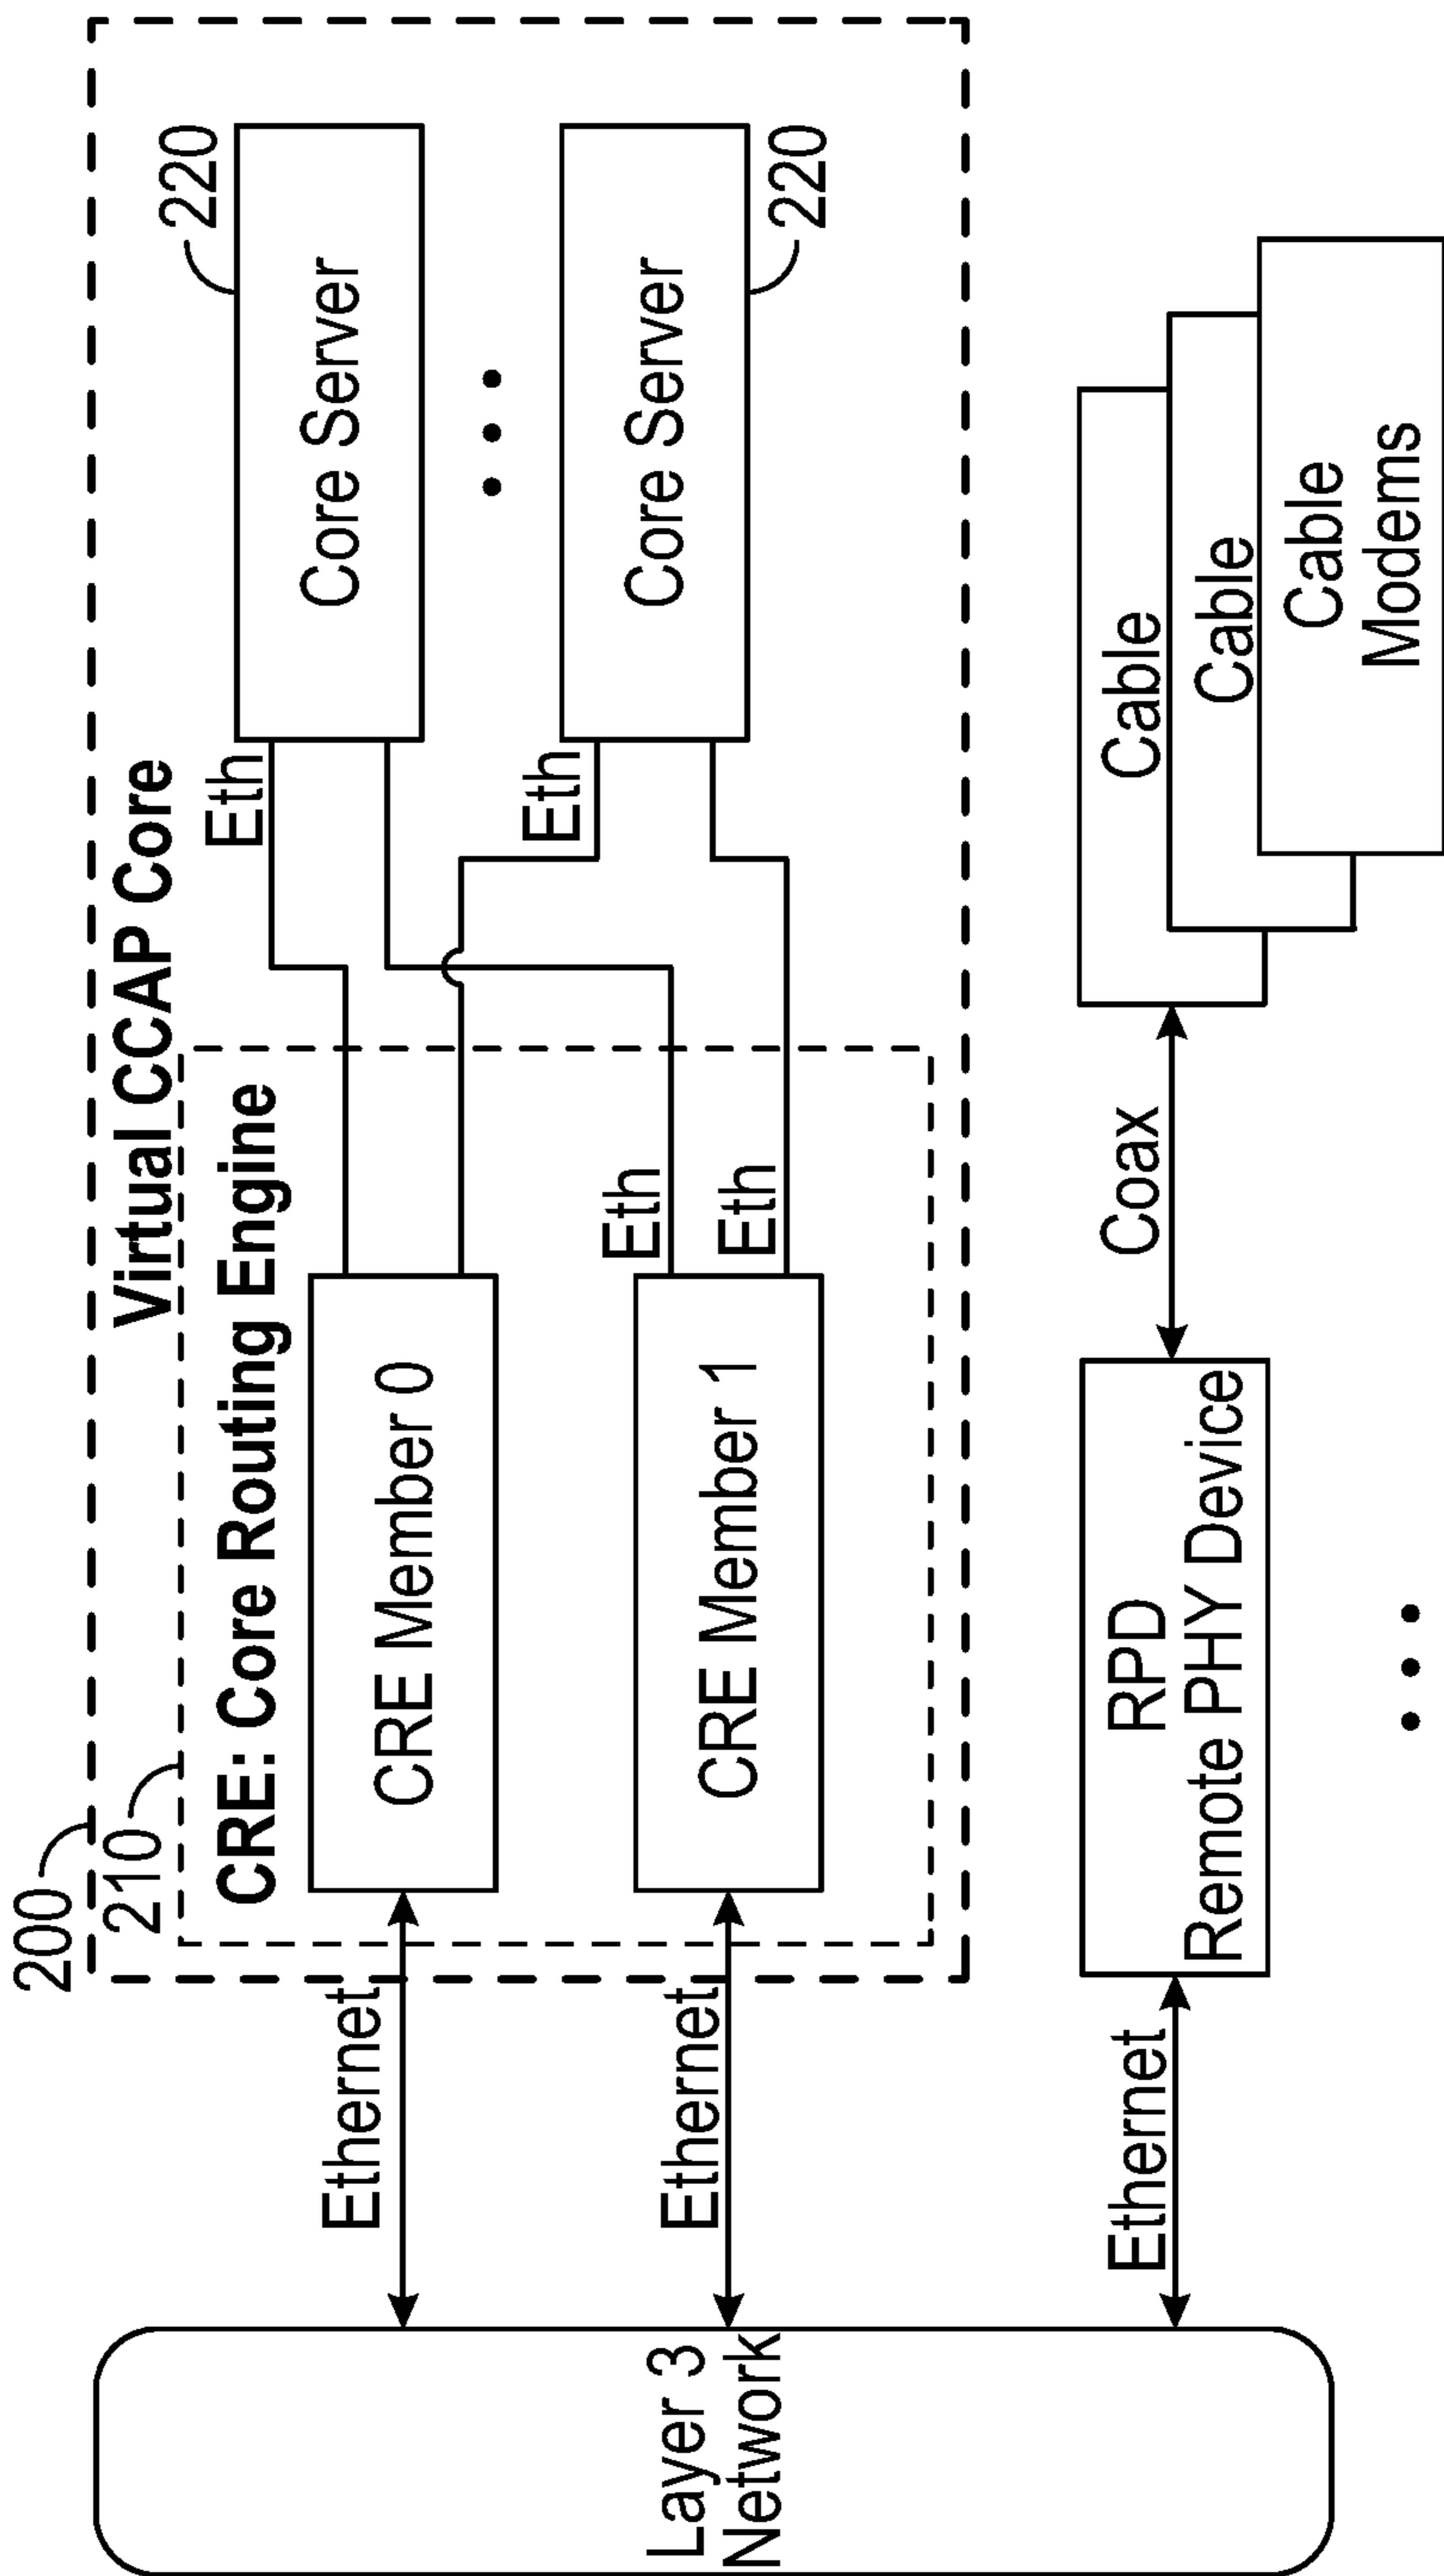 200
210
Virtual CCAP Core
CRE: Core Routing Engine
220
Core Server
Eth
Core Server
Eth
220
CRE Member 0
CRE Member 1
Eth
Eth
Ethernet
Ethernet
Layer 3
Network
Ethernet
RPD
Remote PHY Device
Coax
Cable
Cable
Cable
Modems